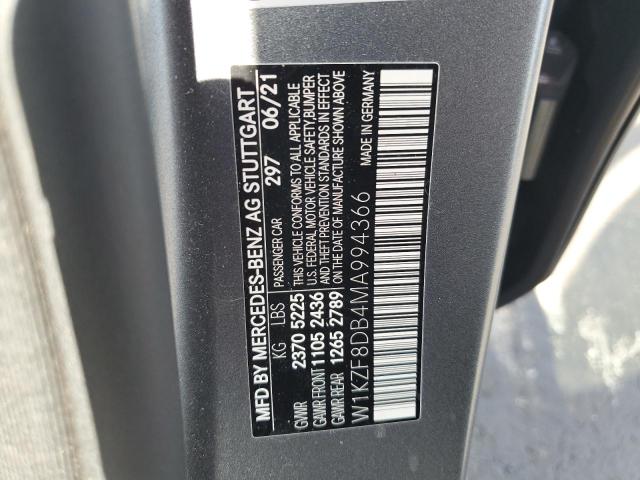 MFD BY MERCEDES-BENZ AG STUTTGART
PASSENGER CAR 297 06/21
KG LBS
GVWR 2370 5225
GAWR FRONT 1105 2436
GAWR REAR 1265 2789
THIS VEHICLE CONFORMS TO ALL APPLICABLE
U.S. FEDERAL MOTOR VEHICLE SAFETY,BUMPER
AND THEFT PREVENTION STANDARDS IN EFFECT
ON THE DATE OF MANUFACTURE SHOWN ABOVE
W1KZF8DB4MA994366
MADE IN GERMANY